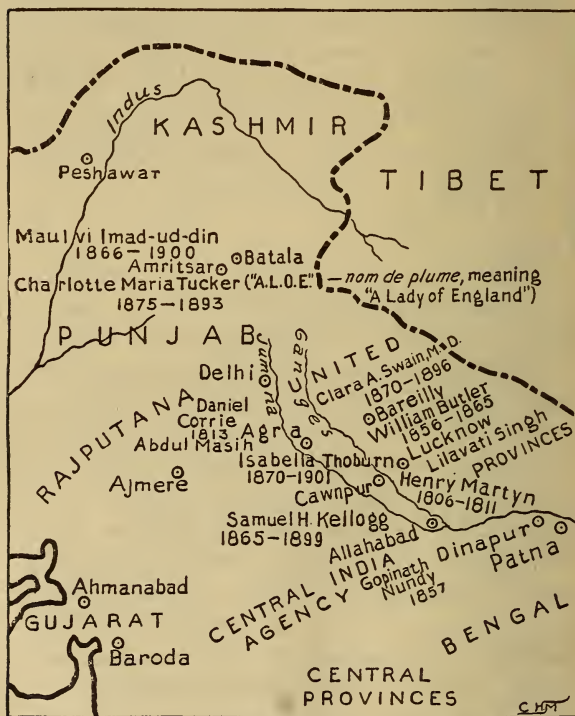 Indus
KASHMIR
Peshawar
TIBET
Maulvi Imad-ud-din
1866-1900
Batala
Amritsar
Charlotte Maria Tucker ("A.L.O.E." — nom de plume, meaning
"A Lady of England")
1875-1893
PUNJAB
Jumna
Ganges
Delhi
UNITED
Clara A. Swain, M.D.
1870-1896
Bareilly
William Butler
1856-1865
Lucknow
Lilavati Singh
PROVINCES
RAJPUTANA
Daniel
Corrie
1813
Agra
Abdul Masih
Ajmere
Isabella Thoburn
1870-1901
Cawnpur
Henry Martyn
1806-1811
Samuel H. Kellogg
1865-1899
Allahabad
Dinapur
Patna
CENTRAL INDIA
AGENCY
Gopinath
Nundy
1857
BENGAL
Ahmanabad
GUJARAT
Baroda
CENTRAL
PROVINCES
CHM